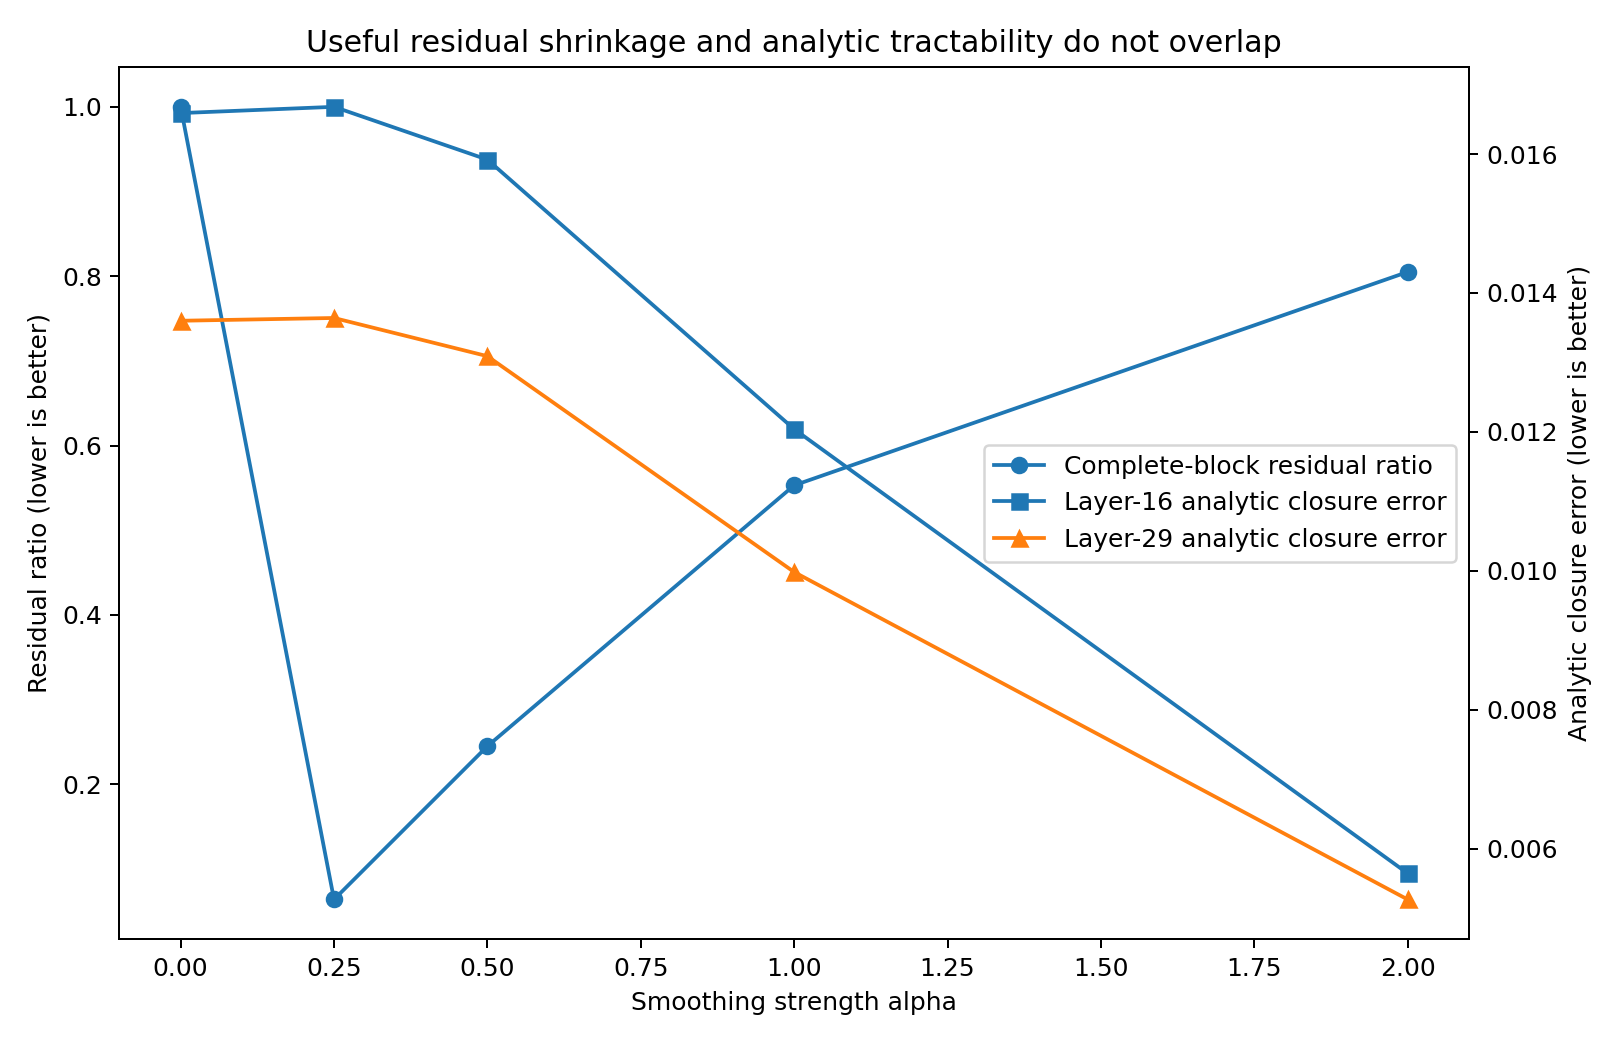 Useful residual shrinkage and analytic tractability do not overlap
Residual ratio (lower is better)
1.0
0.8
0.6
0.4
0.2
0.016
0.014
0.012
0.010
0.008
0.006
Analytic closure error (lower is better)
Complete-block residual ratio
Layer-16 analytic closure error
Layer-29 analytic closure error
0.00 0.25 0.50 0.75 1.00 1.25 1.50 1.75 2.00
Smoothing strength alpha